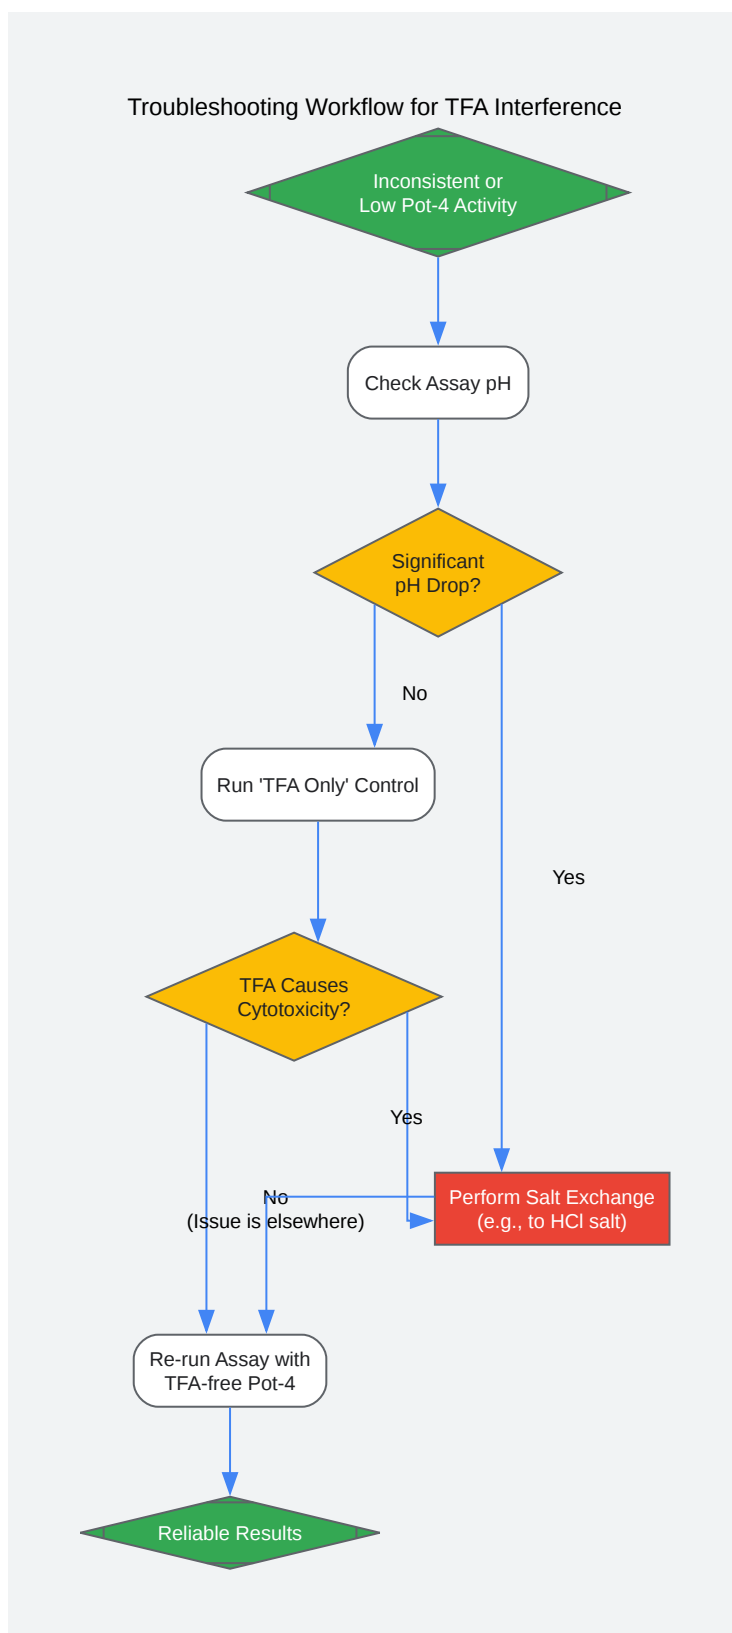 Troubleshooting Workflow for TFA Interference
Inconsistent or
Low Pot-4 Activity
Check Assay pH
Significant
pH Drop?
No
Run 'TFA Only' Control
Yes
TFA Causes
Cytotoxicity?
Yes
No
(Issue is elsewhere)
Perform Salt Exchange
(e.g., to HCl salt)
Re-run Assay with
TFA-free Pot-4
Reliable Results